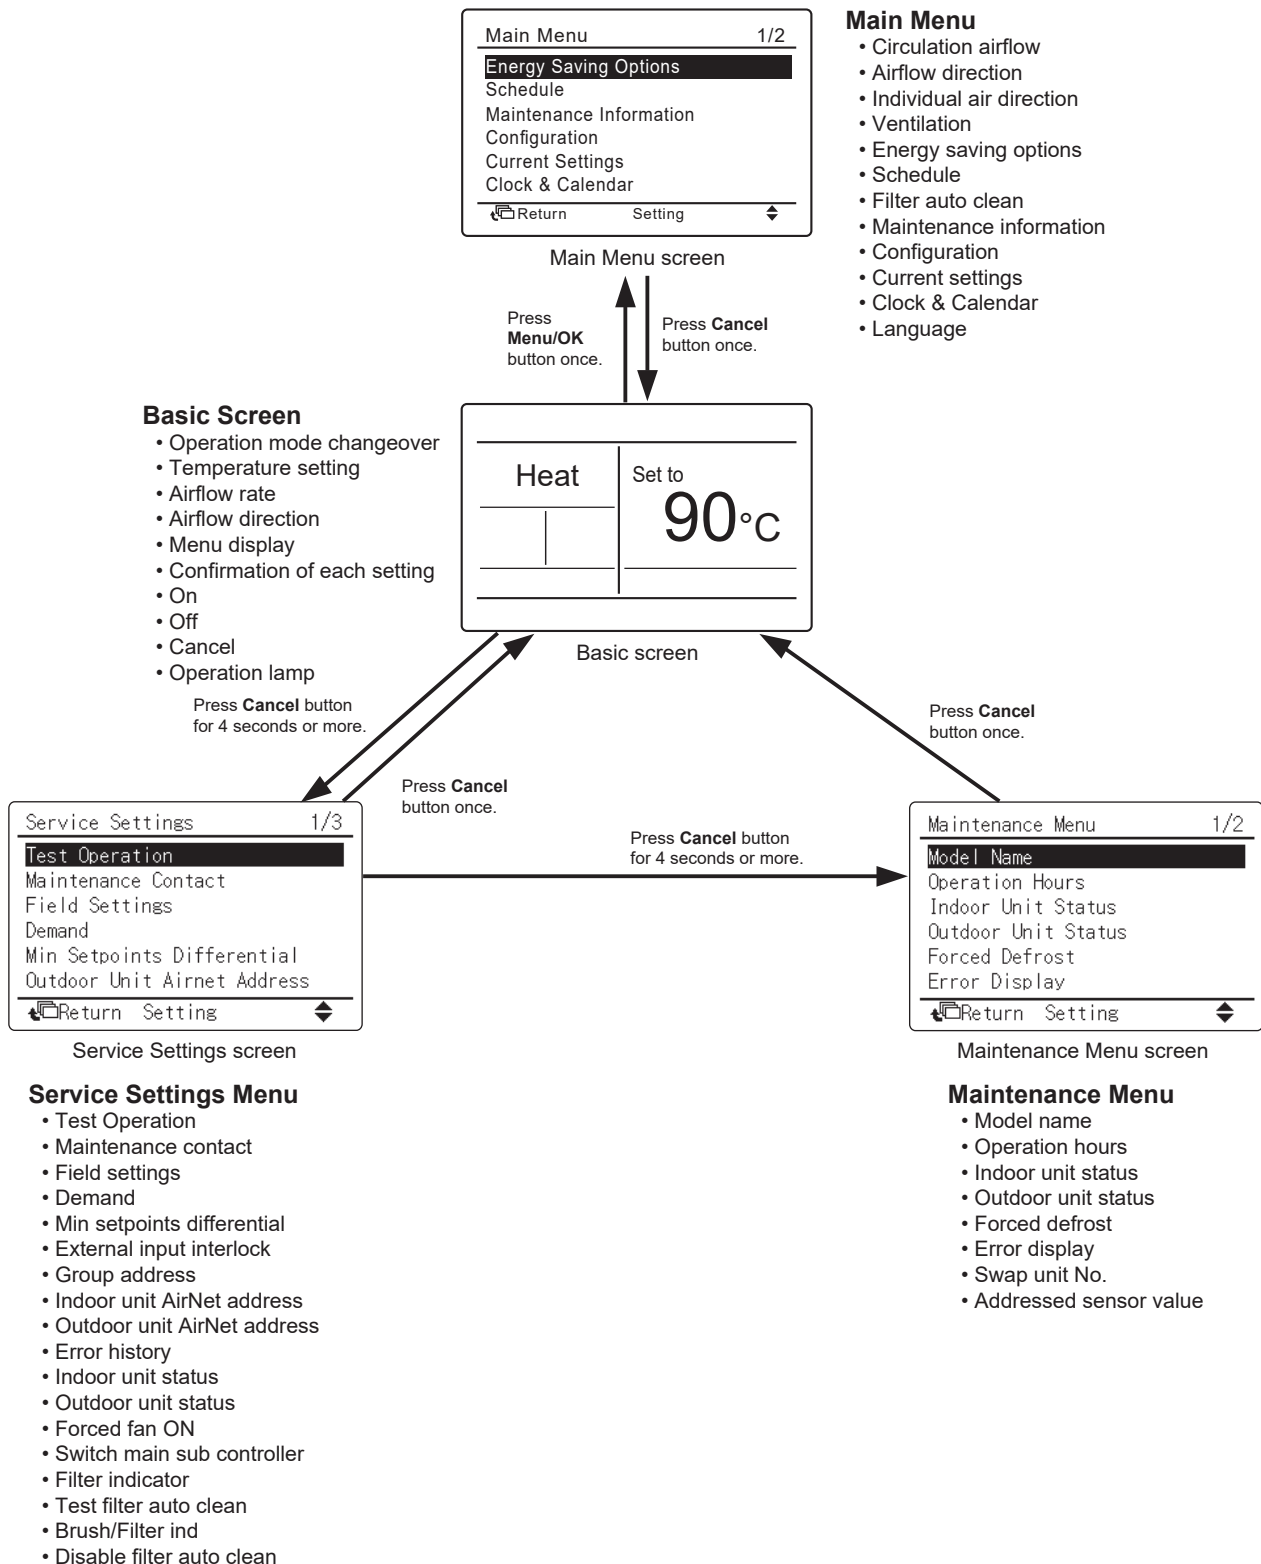 Main Menu 1/2
Energy Saving Options
Schedule
Maintenance Information
Configuration
Current Settings
Clock & Calendar
Return Setting
Main Menu screen
Main Menu
• Circulation airflow
• Airflow direction
• Individual air direction
• Ventilation
• Energy saving options
• Schedule
• Filter auto clean
• Maintenance information
• Configuration
• Current settings
• Clock & Calendar
• Language
Press
Menu/OK
button once.
Press Cancel
button once.
Basic Screen
• Operation mode changeover
• Temperature setting
• Airflow rate
• Airflow direction
• Menu display
• Confirmation of each setting
• On
• Off
• Cancel
• Operation lamp
Heat
Set to
90°C
Basic screen
Press Cancel button
for 4 seconds or more.
Press Cancel
button once.
Press Cancel
button once.
Press Cancel button
for 4 seconds or more.
Service Settings 1/3
Test Operation
Maintenance Contact
Field Settings
Demand
Min Setpoints Differential
Outdoor Unit Airnet Address
Return Setting
Service Settings screen
Maintenance Menu 1/2
Model Name
Operation Hours
Indoor Unit Status
Outdoor Unit Status
Forced Defrost
Error Display
Return Setting
Maintenance Menu screen
Service Settings Menu
• Test Operation
• Maintenance contact
• Field settings
• Demand
• Min setpoints differential
• External input interlock
• Group address
• Indoor unit AirNet address
• Outdoor unit AirNet address
• Error history
• Indoor unit status
• Outdoor unit status
• Forced fan ON
• Switch main sub controller
• Filter indicator
• Test filter auto clean
• Brush/Filter ind
• Disable filter auto clean
Maintenance Menu
• Model name
• Operation hours
• Indoor unit status
• Outdoor unit status
• Forced defrost
• Error display
• Swap unit No.
• Addressed sensor value